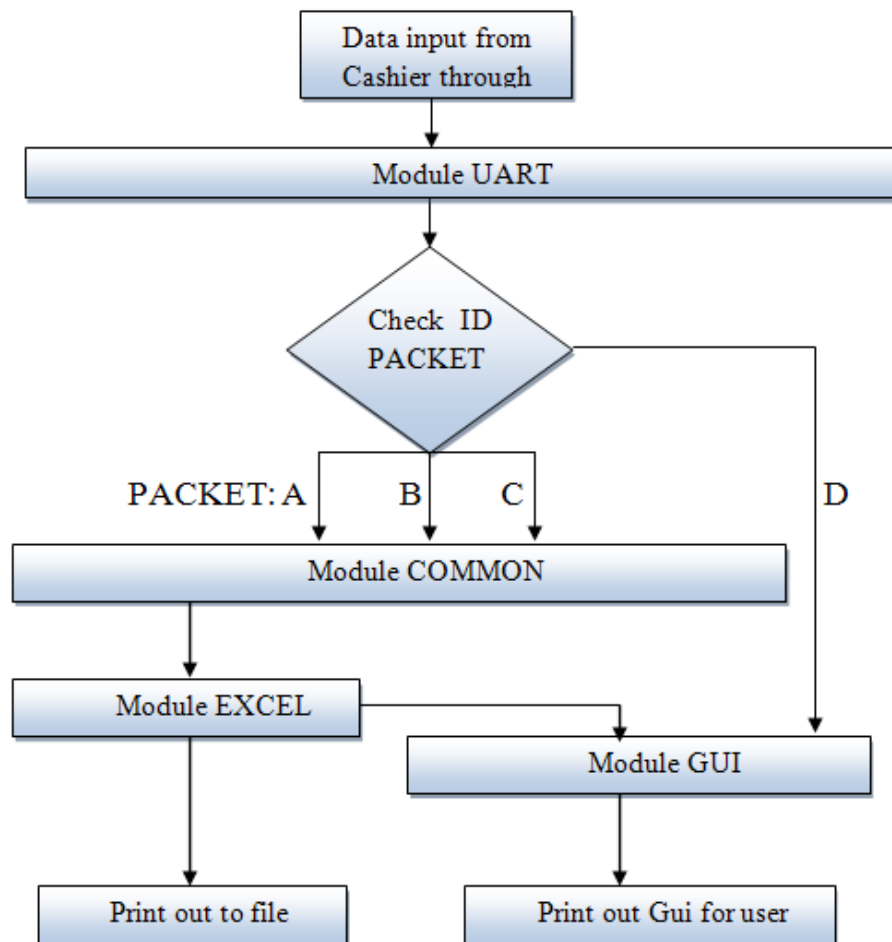 Data input from
Cashier through
Module UART
Check ID
PACKET
PACKET: A B C D
Module COMMON
Module EXCEL
Module GUI
Print out to file
Print out Gui for user